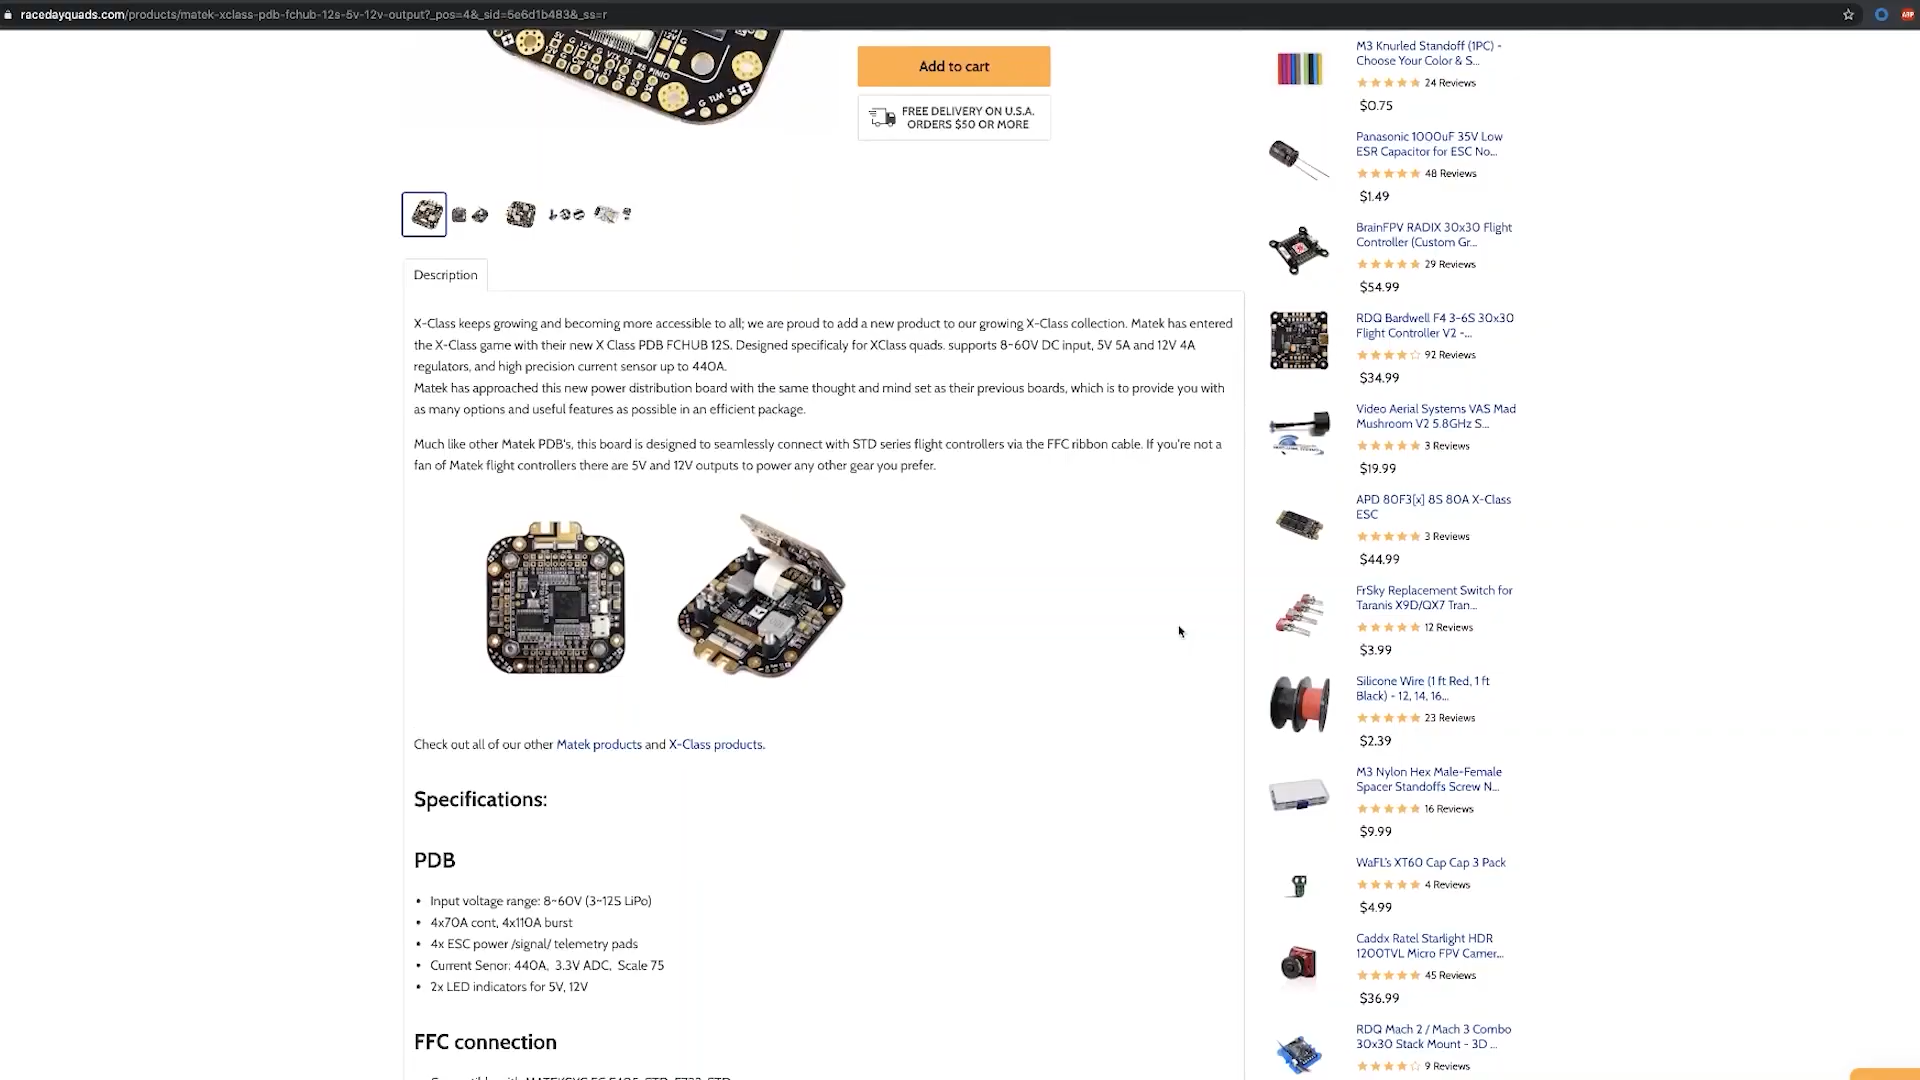 racedayquads.com/products/matek-xclass-pdb-fchub-12s-5v-12v-output?_pos=4&_sid=5e6d1b483&_ss=r
ABP
Add to cart
FREE DELIVERY ON U.S.A.
ORDERS $50 OR MORE
Description
X-Class keeps growing and becoming more accessible to all; we are proud to add a new product to our growing X-Class collection. Matek has entered
the X-Class game with their new X Class PDB FCHUB 12S. Designed specificaly for XClass quads. supports 8~60V DC input, 5V 5A and 12V 4A
regulators, and high precision current sensor up to 440A.
Matek has approached this new power distribution board with the same thought and mind set as their previous boards, which is to provide you with
as many options and useful features as possible in an efficient package.
Much like other Matek PDB's, this board is designed to seamlessly connect with STD series flight controllers via the FFC ribbon cable. If you're not a
fan of Matek flight controllers there are 5V and 12V outputs to power any other gear you prefer.
Check out all of our other Matek products and X-Class products.
Specifications:
PDB
• Input voltage range: 8~60V (3~12S LiPo)
• 4x70A cont, 4x110A burst
• 4x ESC power /signal/ telemetry pads
• Current Senor: 440A, 3.3V ADC, Scale 75
• 2x LED indicators for 5V, 12V
FFC connection
M3 Knurled Standoff (1PC) -
Choose Your Color & S...
24 Reviews
$0.75
Panasonic 1000uF 35V Low
ESR Capacitor for ESC No...
48 Reviews
$1.49
BrainFPV RADIX 30x30 Flight
Controller (Custom Gr...
29 Reviews
$54.99
RDQ Bardwell F4 3-6S 30x30
Flight Controller V2 -...
92 Reviews
$34.99
Video Aerial Systems VAS Mad
Mushroom V2 5.8GHz S...
3 Reviews
$19.99
APD 80F3[x] 8S 80A X-Class
ESC
3 Reviews
$44.99
FrSky Replacement Switch for
Taranis X9D/QX7 Tran...
12 Reviews
$3.99
Silicone Wire (1 ft Red, 1 ft
Black) - 12, 14, 16...
23 Reviews
$2.39
M3 Nylon Hex Male-Female
Spacer Standoffs Screw N...
16 Reviews
$9.99
WaFL's XT60 Cap Cap 3 Pack
4 Reviews
$4.99
Caddx Ratel Starlight HDR
1200TVL Micro FPV Camer...
45 Reviews
$36.99
RDQ Mach 2 / Mach 3 Combo
30x30 Stack Mount - 3D ...
9 Reviews